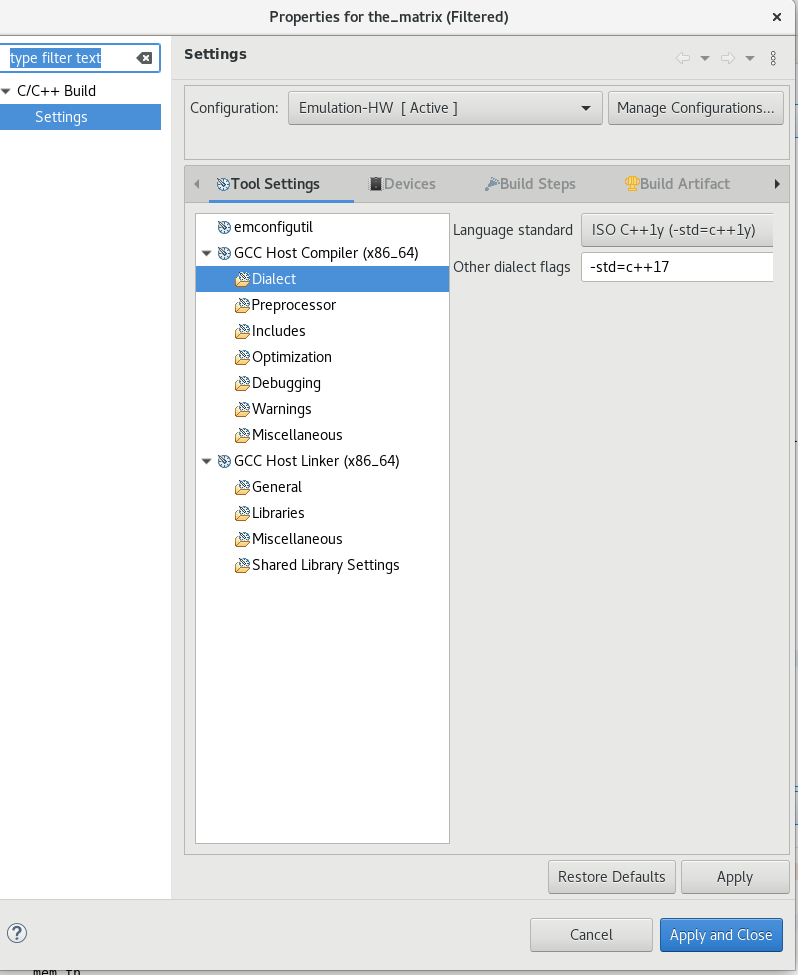 Properties for the_matrix (Filtered)
type filter text
C/C++ Build
Settings
Settings
Configuration:
Emulation-HW [ Active ]
Manage Configurations...
Tool Settings
Devices
Build Steps
Build Artifact
emconfigutil
GCC Host Compiler (x86_64)
Dialect
Preprocessor
Includes
Optimization
Debugging
Warnings
Miscellaneous
GCC Host Linker (x86_64)
General
Libraries
Miscellaneous
Shared Library Settings
Language standard
ISO C++1y (-std=c++1y)
Other dialect flags
-std=c++17
Restore Defaults
Apply
Cancel
Apply and Close